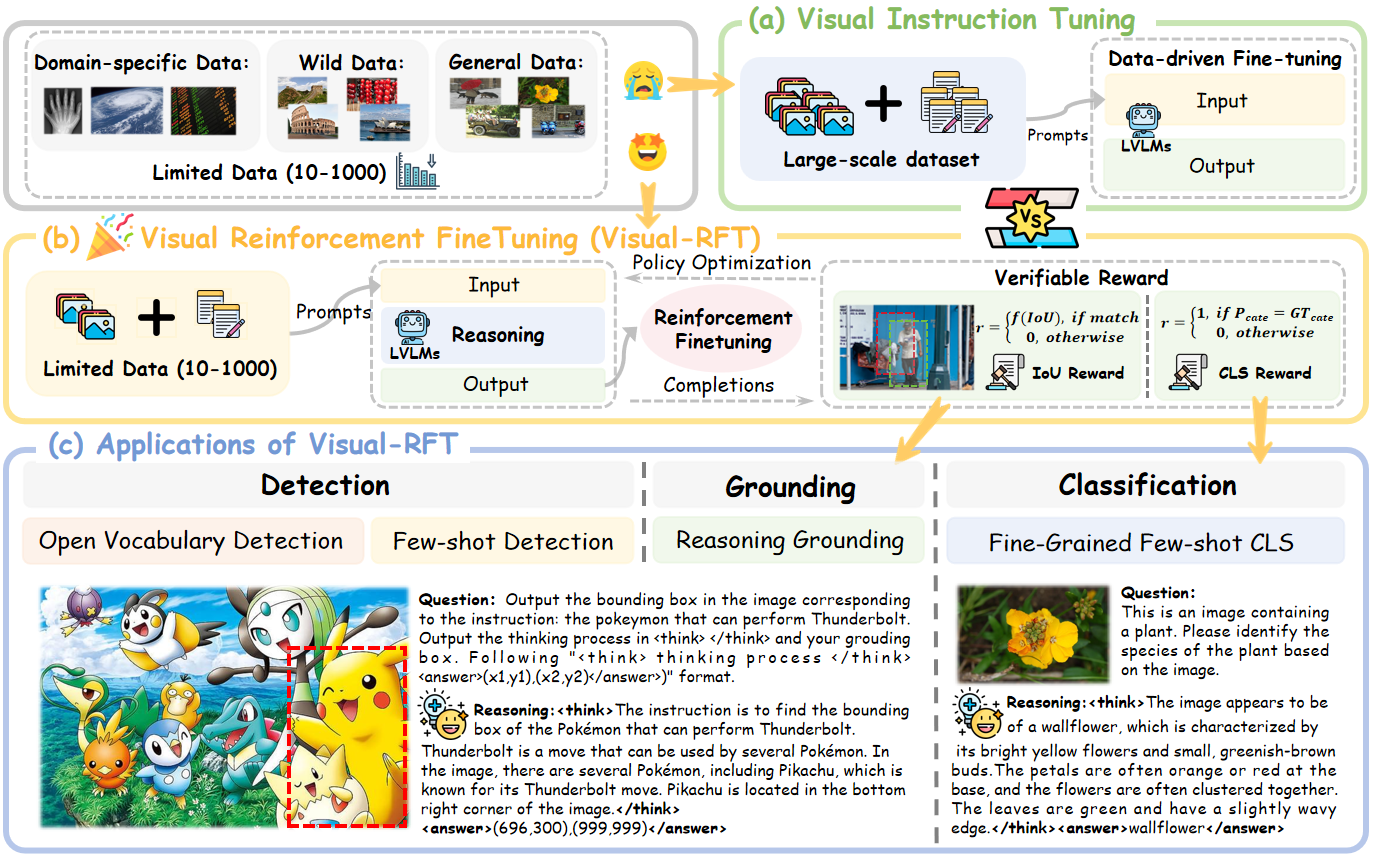 (a) Visual Instruction Tuning
Domain-specific Data:
Wild Data:
General Data:
Limited Data (10-1000)
Large-scale dataset
Prompts
Data-driven Fine-tuning
Input
LVLMs
Output
VS
(b) Visual Reinforcement FineTuning (Visual-RFT)
Limited Data (10-1000)
Prompts
Input
Reasoning
LVLMs
Output
Policy Optimization
Reinforcement
Finetuning
Completions
Verifiable Reward
r = {f(IoU), if match
0, otherwise
IoU Reward
r = {1, if P_cate = GT_cate
0, otherwise
CLS Reward
(c) Applications of Visual-RFT
Detection
Grounding
Classification
Open Vocabulary Detection
Few-shot Detection
Reasoning Grounding
Fine-Grained Few-shot CLS
Question: Output the bounding box in the image corresponding
to the instruction: the pokeymon that can perform Thunderbolt.
Output the thinking process in <think> </think> and your grouding
box. Following "<think> thinking process </think>
<answer>(x1,y1),(x2,y2)</answer>)" format.
Reasoning:<think>The instruction is to find the bounding
box of the Pokémon that can perform Thunderbolt.
Thunderbolt is a move that can be used by several Pokémon. In
the image, there are several Pokémon, including Pikachu, which is
known for its Thunderbolt move. Pikachu is located in the bottom
right corner of the image.</think>
<answer>(696,300),(999,999)</answer>
Question:
This is an image containing
a plant. Please identify the
species of the plant based
on the image.
Reasoning:<think>The image appears to be
of a wallflower, which is characterized by
its bright yellow flowers and small, greenish-brown
buds.The petals are often orange or red at the
base, and the flowers are often clustered together.
The leaves are green and have a slightly wavy
edge.</think><answer>wallflower</answer>